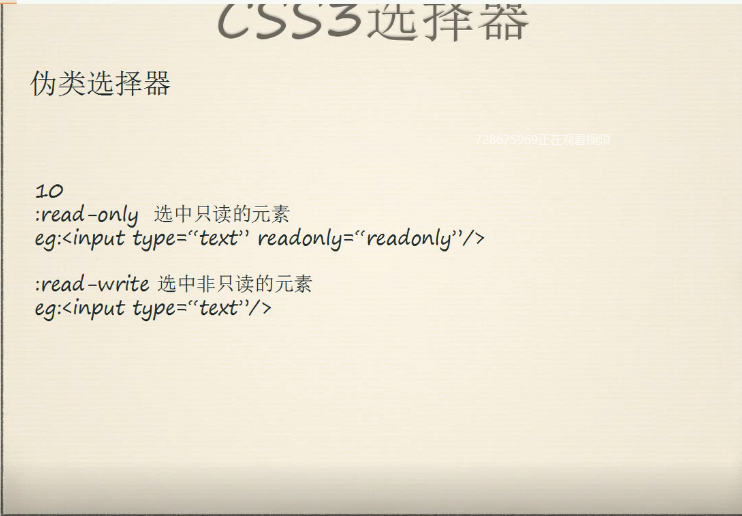 CSS3选择器
伪类选择器
728675969正在观看视频
10
:read-only 选中只读的元素
eg:<input type=“text” readonly=“readonly”/>
:read-write 选中非只读的元素
eg:<input type=“text”/>